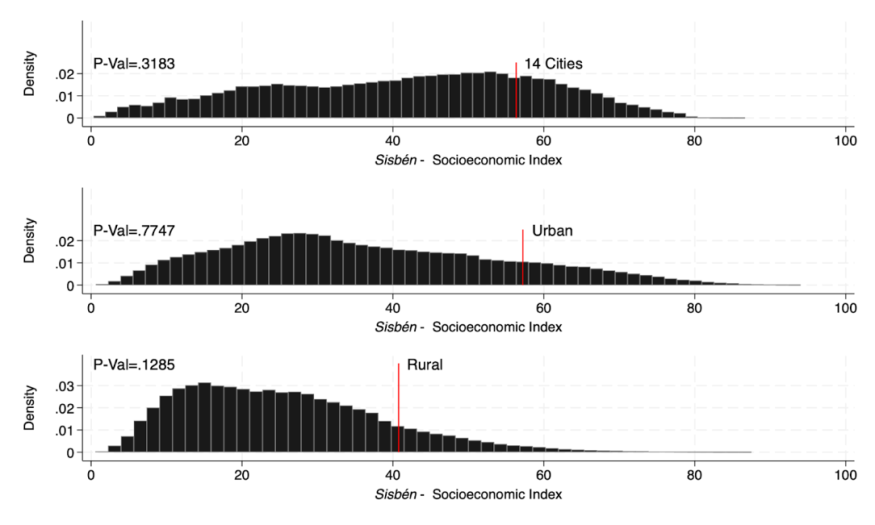 P-Val=.3183
14 Cities
Density
.02
.01
0
0 20 40 60 80 100
Sisbén - Socioeconomic Index
P-Val=.7747
Urban
Density
.02
.01
0
0 20 40 60 80 100
Sisbén - Socioeconomic Index
P-Val=.1285
Rural
Density
.03
.02
.01
0
0 20 40 60 80 100
Sisbén - Socioeconomic Index